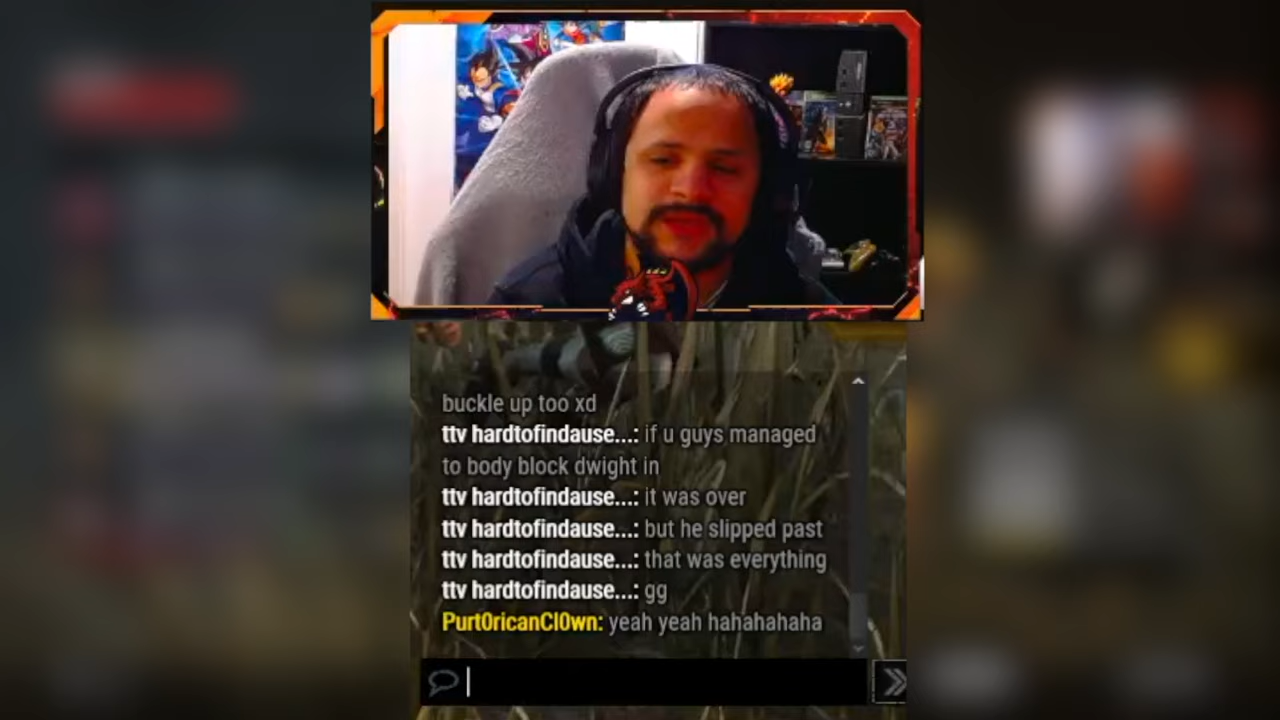 buckle up too xd
ttv hardtofindause...: if u guys managed
to body block dwight in
ttv hardtofindause...: it was over
ttv hardtofindause...: but he slipped past
ttv hardtofindause...: that was everything
ttv hardtofindause...: gg
Purt0ricanCl0wn: yeah yeah hahahahaha